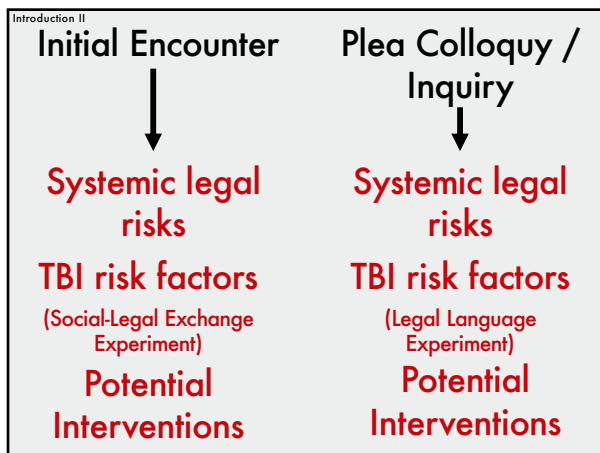 Introduction II
Initial Encounter
Systemic legal
risks
TBI risk factors
(Social-Legal Exchange
Experiment)
Potential
Interventions
Plea Colloquy /
Inquiry
Systemic legal
risks
TBI risk factors
(Legal Language
Experiment)
Potential
Interventions